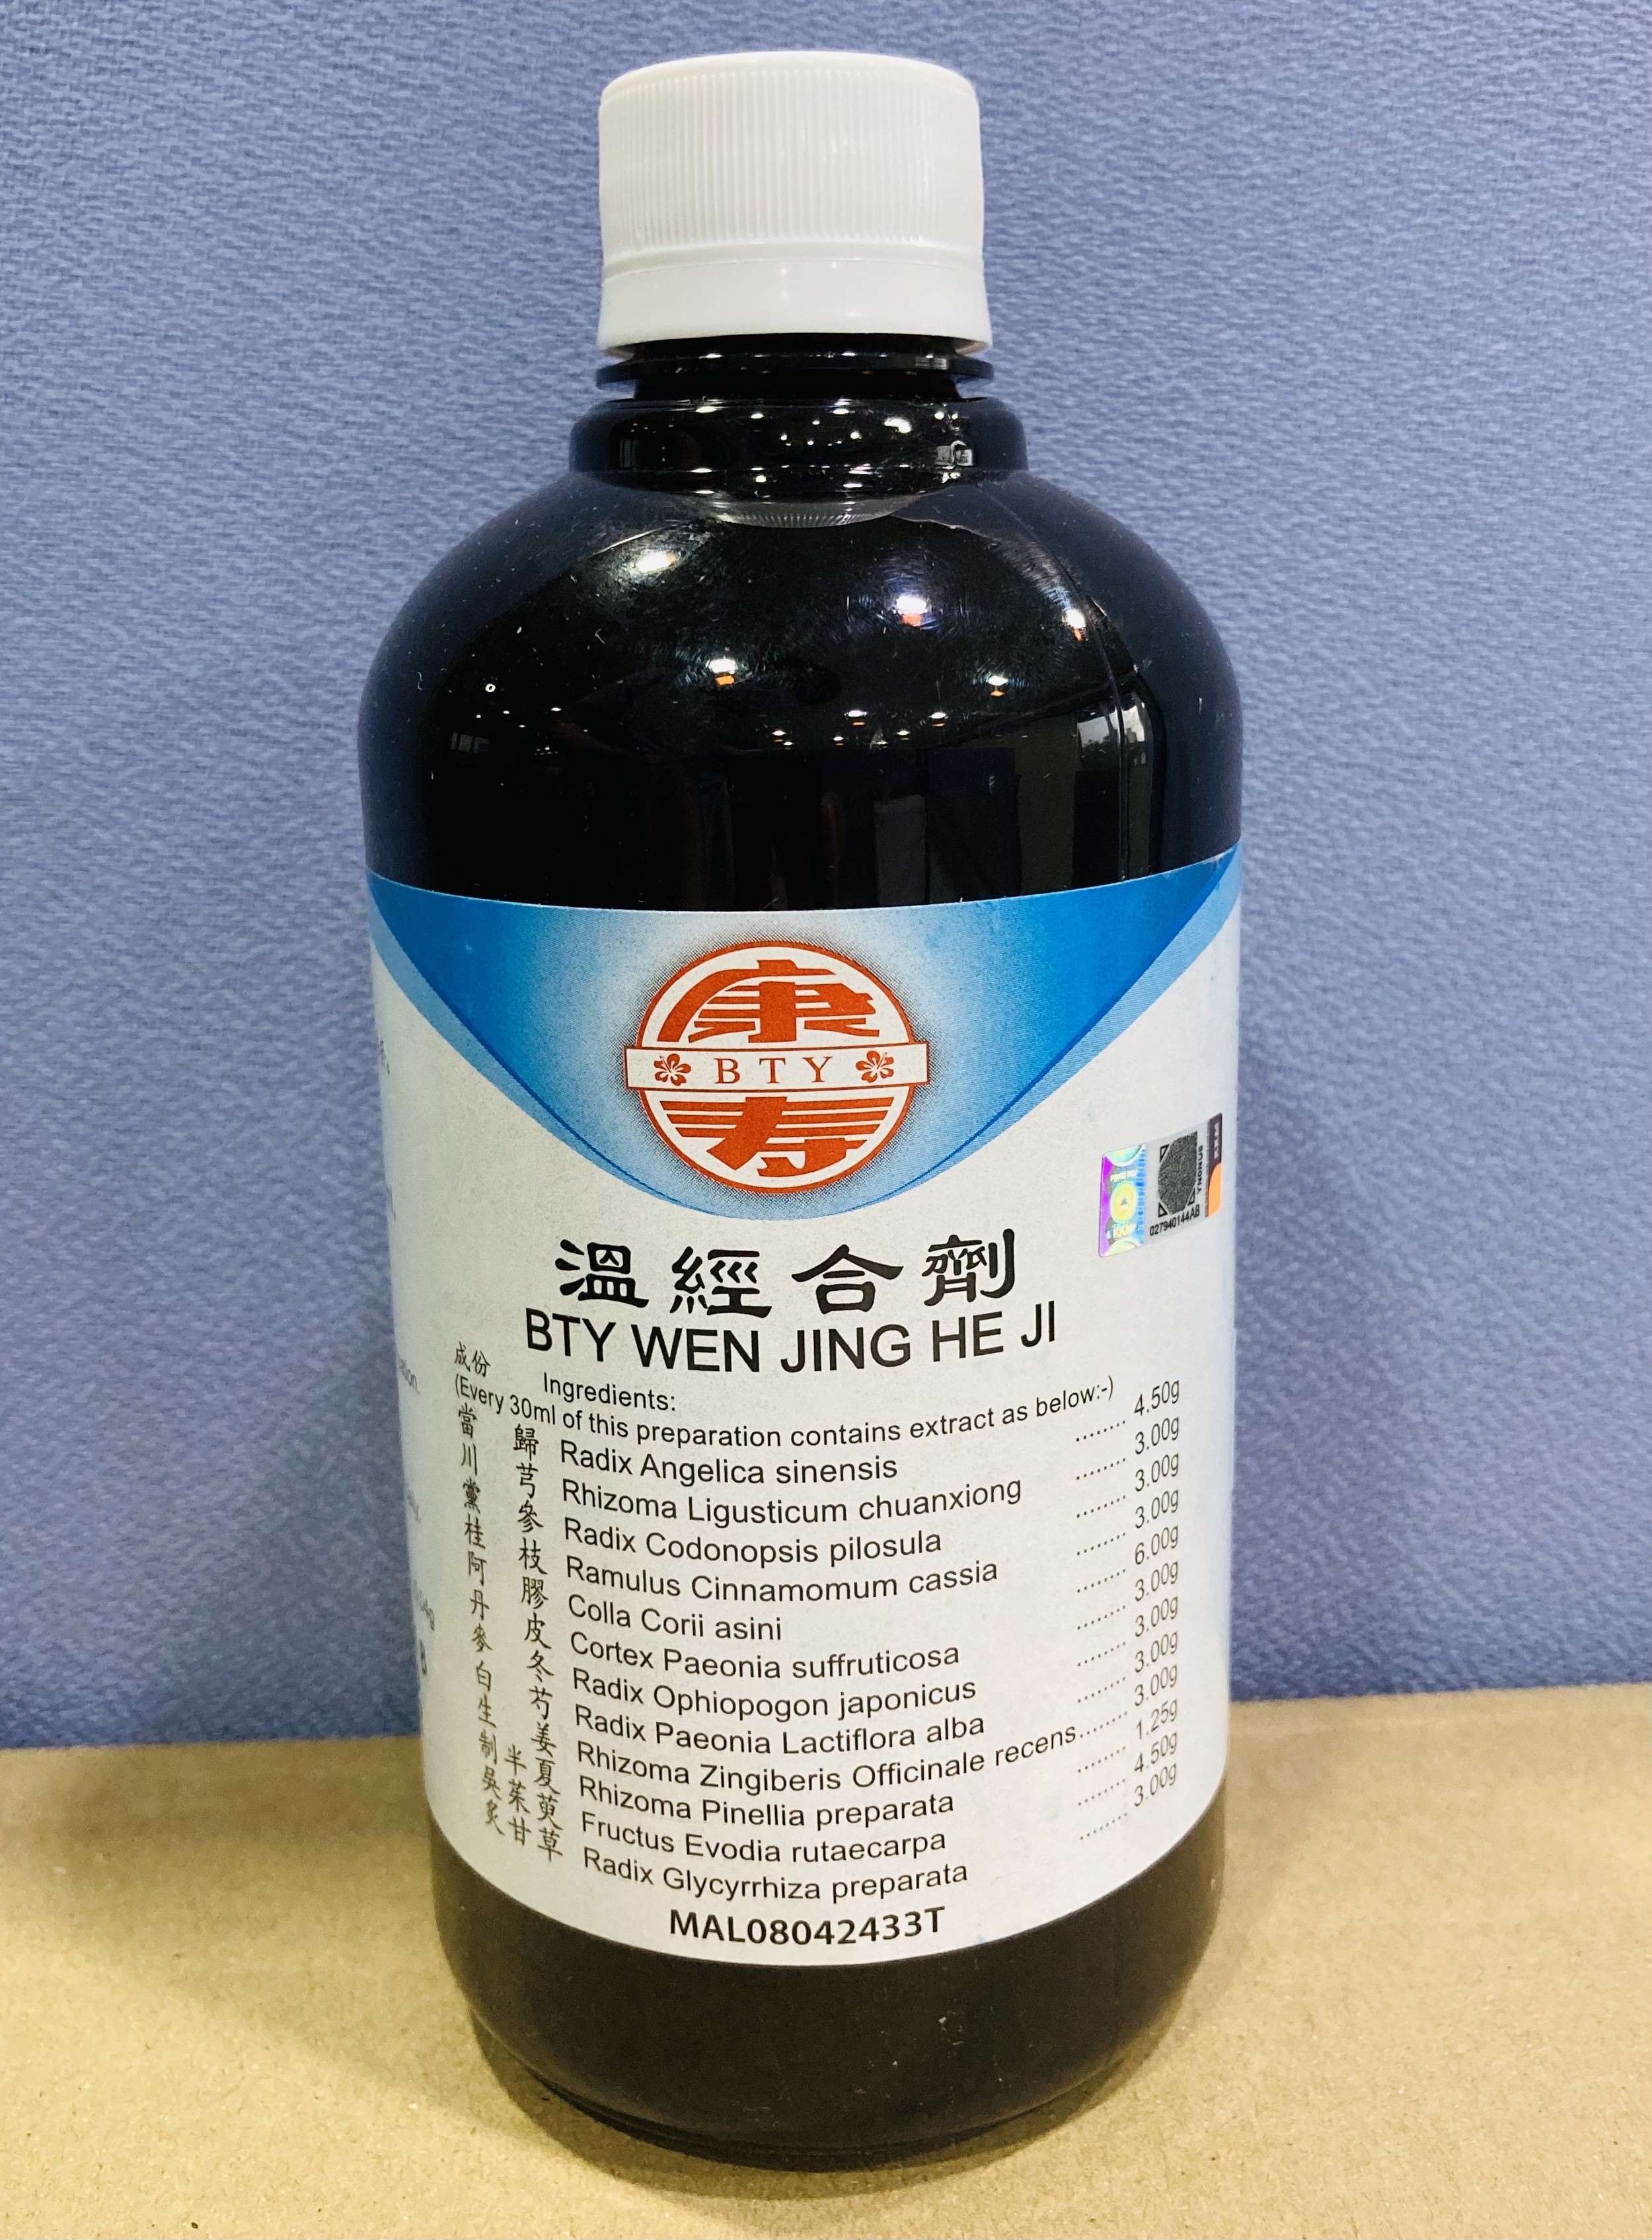 康
BTY
寿
溫經合劑
BTY WEN JING HE JI
成份 Ingredients:
(Every 30ml of this preparation contains extract as below:-)
當歸 Radix Angelica sinensis ........ 4.50g
川芎 Rhizoma Ligusticum chuanxiong ........ 3.00g
黨參 Radix Codonopsis pilosula ........ 3.00g
桂枝 Ramulus Cinnamomum cassia ........ 3.00g
阿膠 Colla Corii asini ........ 6.00g
丹皮 Cortex Paeonia suffruticosa ........ 3.00g
麥冬 Radix Ophiopogon japonicus ........ 3.00g
白芍 Radix Paeonia Lactiflora alba ........ 3.00g
生姜 Rhizoma Zingiberis Officinale recens........ 3.00g
制半夏 Rhizoma Pinellia preparata ........ 1.25g
吳茱萸 Fructus Evodia rutaecarpa ........ 4.50g
炙甘草 Radix Glycyrrhiza preparata ........ 3.00g
MAL08042433T
027940144AB